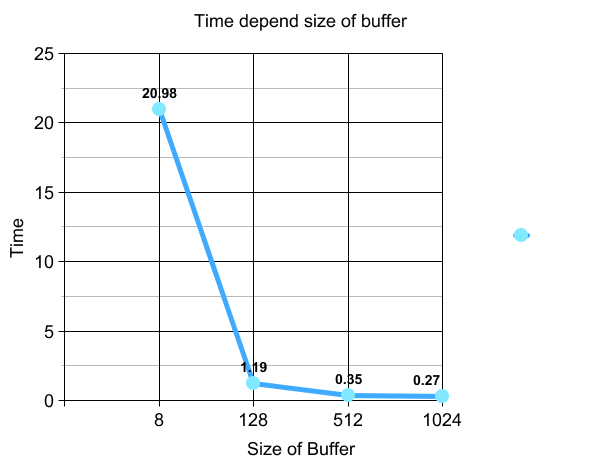 Time depend size of buffer
25
20.98
20
15
Time
10
5
1.19
0.35
0.27
0
8 128 512 1024
Size of Buffer